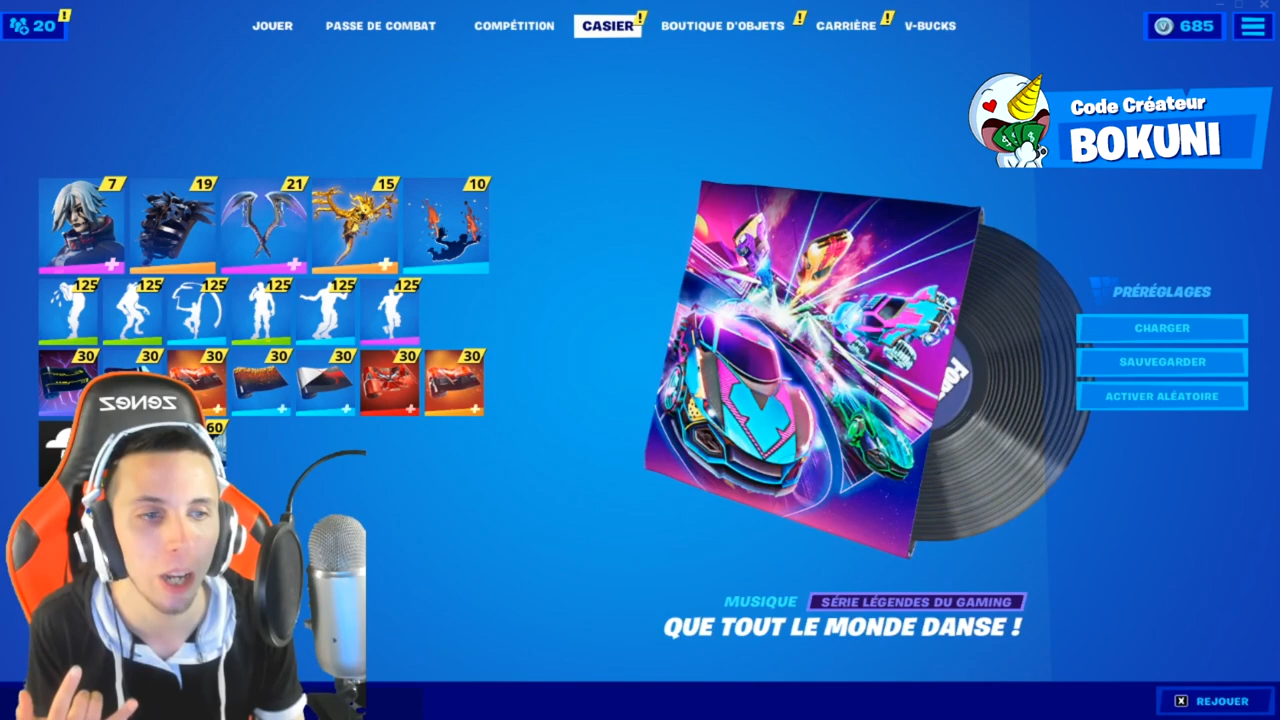 20 !
JOUER PASSE DE COMBAT COMPÉTITION CASIER ! BOUTIQUE D'OBJETS ! CARRIÈRE ! V-BUCKS
685
Code Créateur
BOKUNI
7 19 21 15 10
125 125 125 125 125 125
30 30 30 30 30 30 30
60
ZENEZ
PRÉRÉGLAGES
CHARGER
SAUVEGARDER
ACTIVER ALÉATOIRE
MUSIQUE SÉRIE LÉGENDES DU GAMING
QUE TOUT LE MONDE DANSE !
X REJOUER